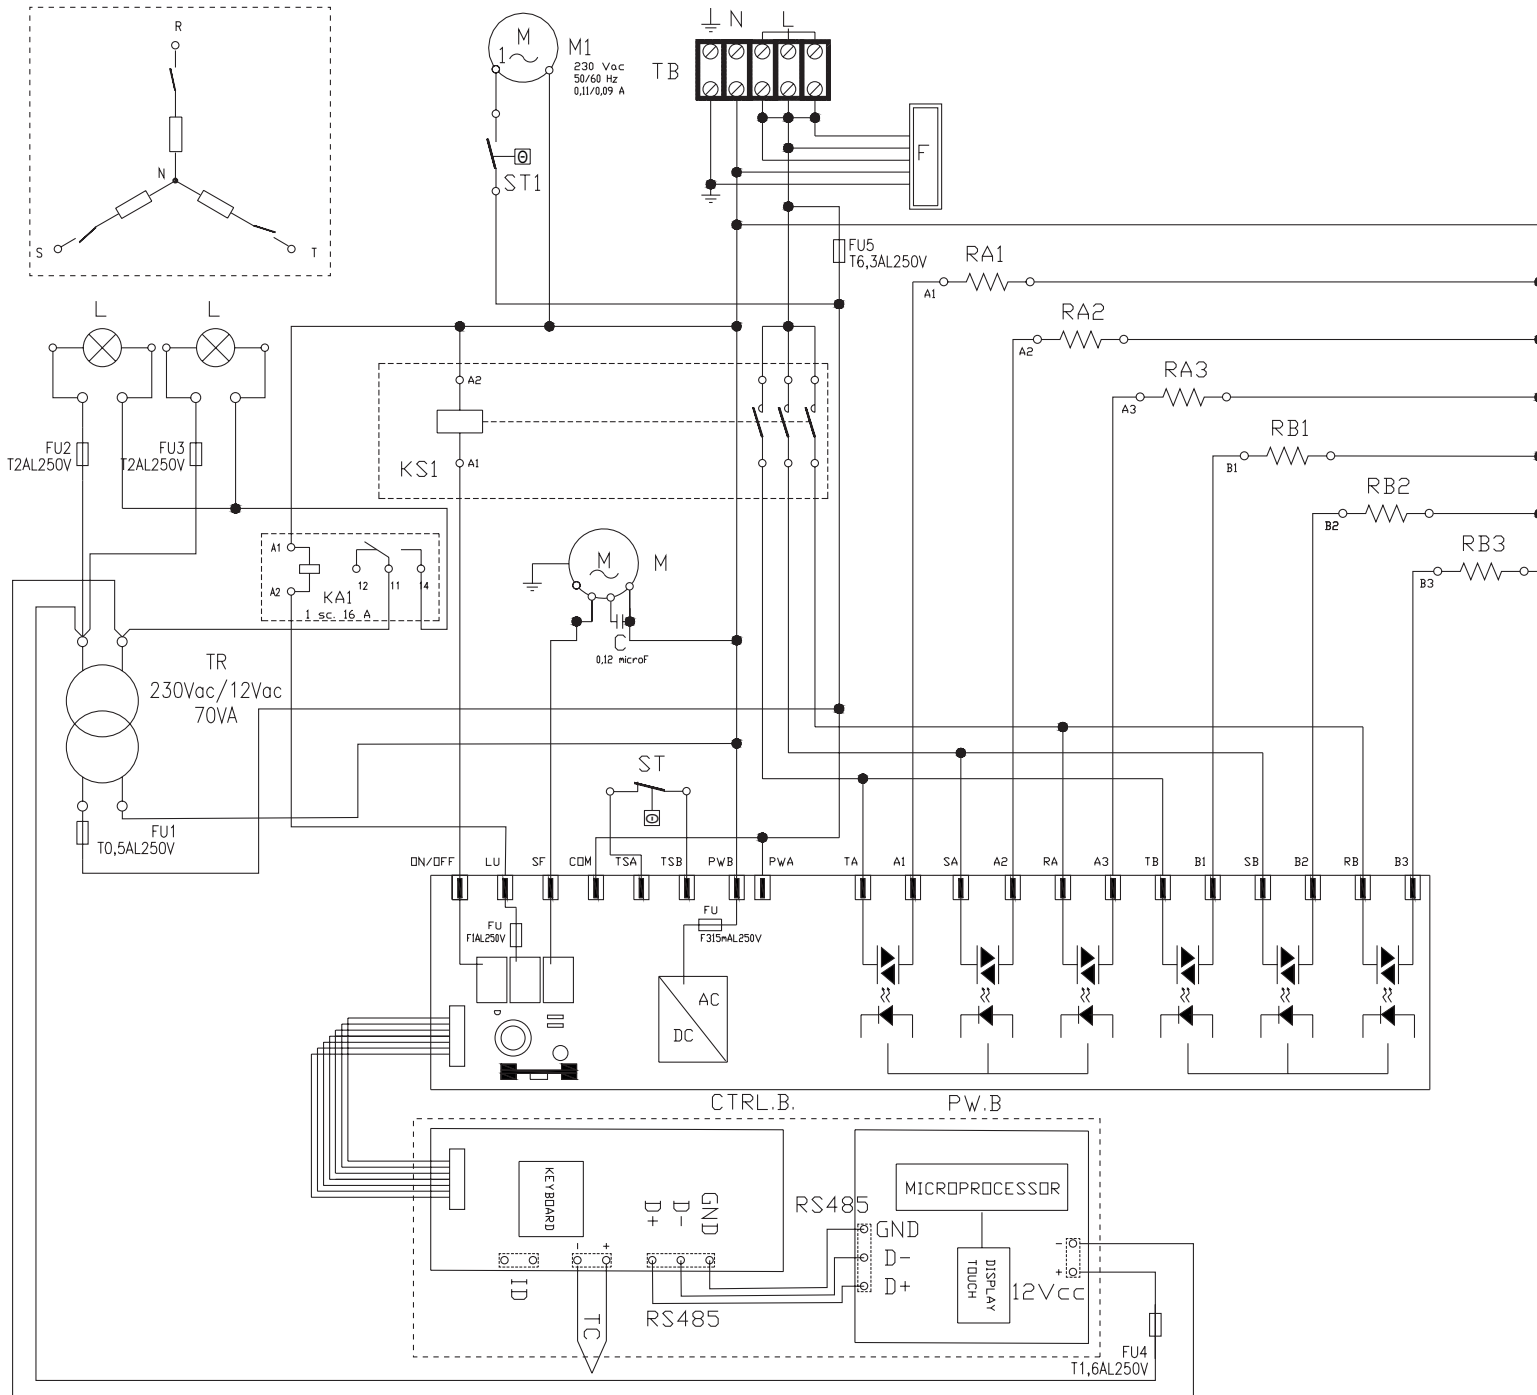 R
N
S
T
M
1
M1
230 Vac
50/60 Hz
0,11/0,09 A
ST1
N
L
TB
F
FU5
T6,3AL250V
RA1
A1
RA2
A2
RA3
A3
RB1
B1
RB2
B2
RB3
B3
L
L
FU2
T2AL250V
FU3
T2AL250V
A2
KS1
A1
A1
A2
KA1
1 sc. 16 A
12
11
14
M
M
C
0,12 microF
TR
230Vac/12Vac
70VA
FU1
T0,5AL250V
ST
ON/OFF
LU
SF
COM
TSA
TSB
PWB
PWA
TA
A1
SA
A2
RA
A3
TB
B1
SB
B2
RB
B3
FU
F1AL250V
FU
F315mAL250V
AC
DC
CTRL.B.
PW.B
KEYBOARD
D+
D-
GND
-
+
ID
TC
RS485
RS485
GND
D-
D+
MICROPROCESSOR
DISPLAY
TOUCH
-
+
12Vcc
FU4
T1,6AL250V